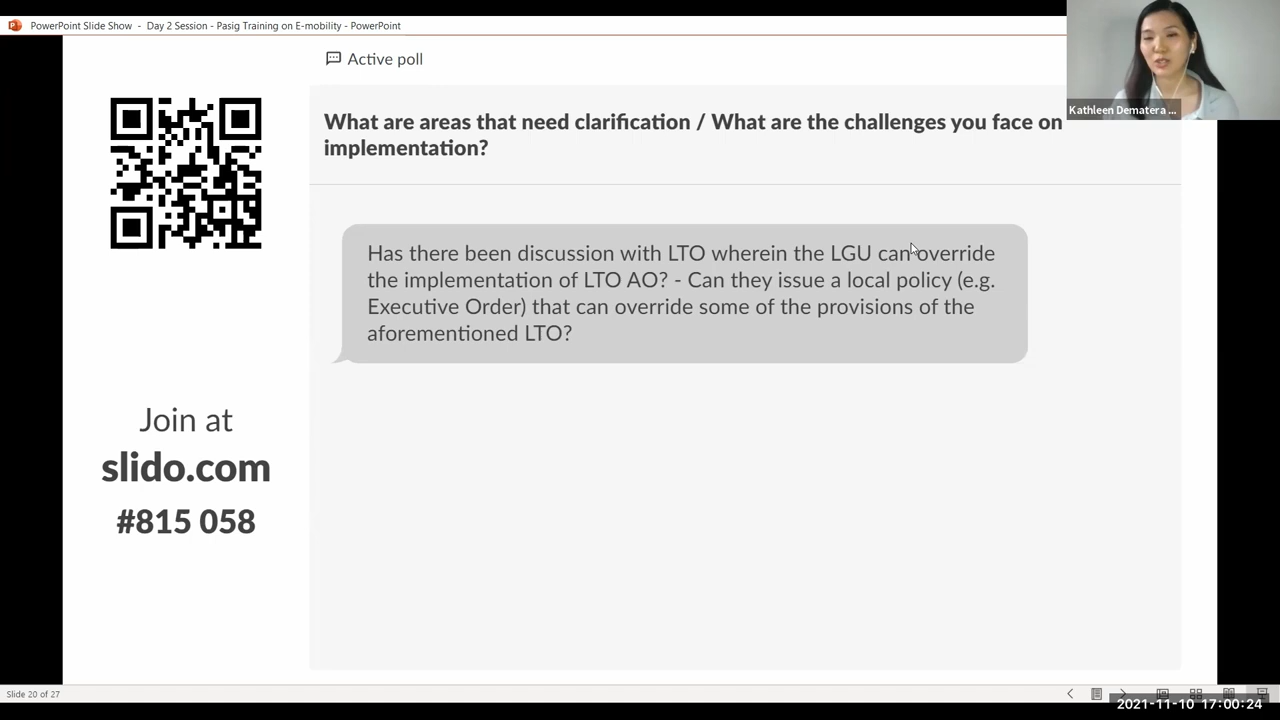 PowerPoint Slide Show - Day 2 Session - Pasig Training on E-mobility - PowerPoint
Active poll
What are areas that need clarification / What are the challenges you face on
implementation?
Kathleen Dematera ...
Has there been discussion with LTO wherein the LGU can override
the implementation of LTO AO? - Can they issue a local policy (e.g.
Executive Order) that can override some of the provisions of the
aforementioned LTO?
Join at
slido.com
#815 058
Slide 20 of 27
2021-11-10 17:00:24